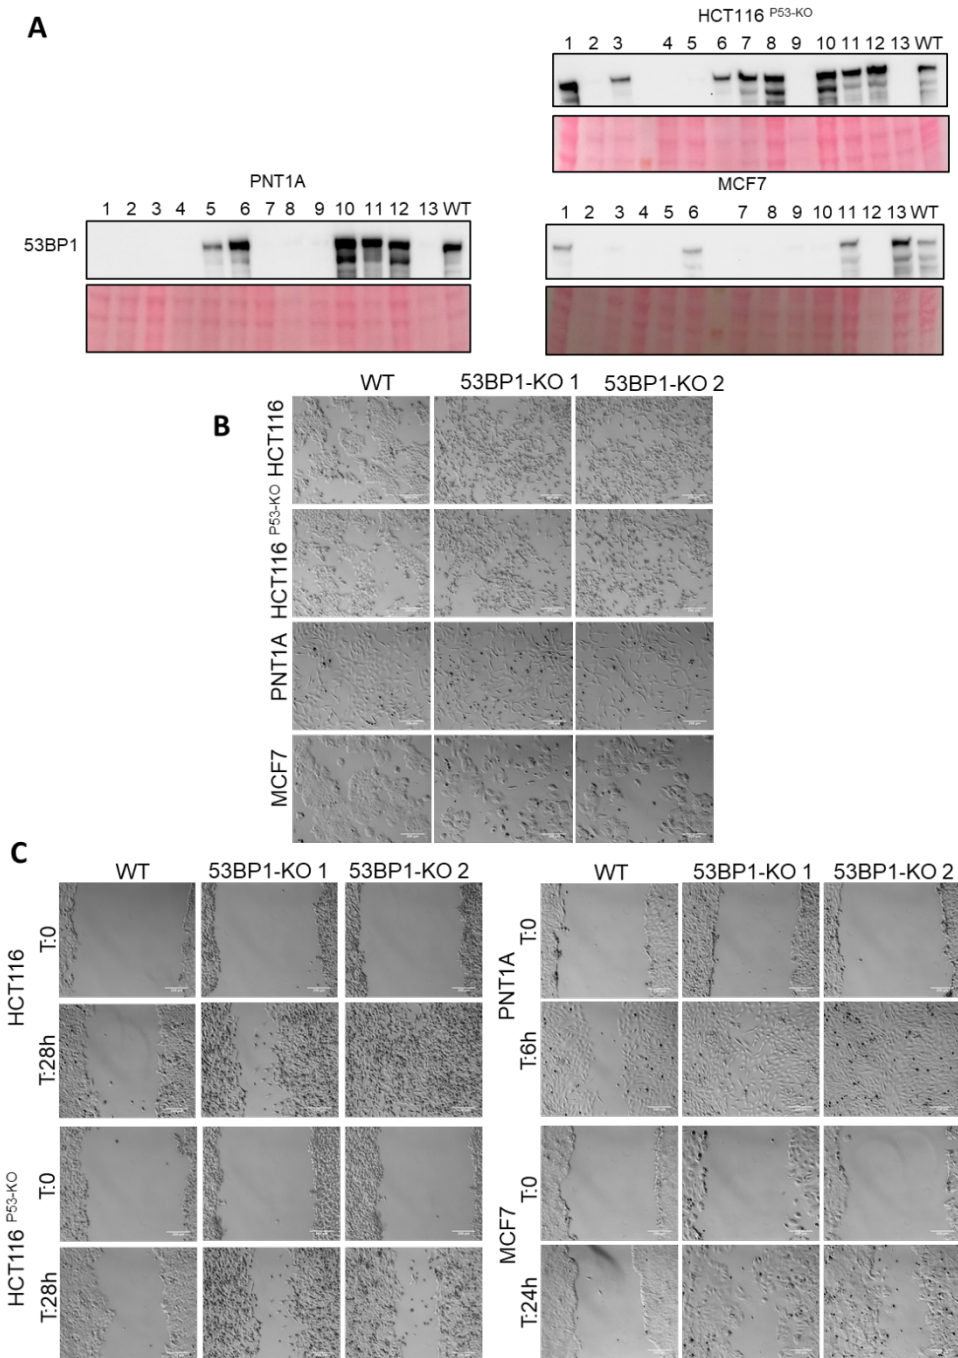 A
HCT116 P53-KO
1 2 3 4 5 6 7 8 9 10 11 12 13 WT
PNT1A
1 2 3 4 5 6 7 8 9 10 11 12 13 WT
53BP1
MCF7
1 2 3 4 5 6 7 8 9 10 11 12 13 WT
B
WT 53BP1-KO 1 53BP1-KO 2
HCT116
HCT116 P53-KO
PNT1A
MCF7
C
WT 53BP1-KO 1 53BP1-KO 2
HCT116
T:0
T:28h
HCT116 P53-KO
T:0
T:28h
WT 53BP1-KO 1 53BP1-KO 2
PNT1A
T:0
T:6h
MCF7
T:0
T:24h